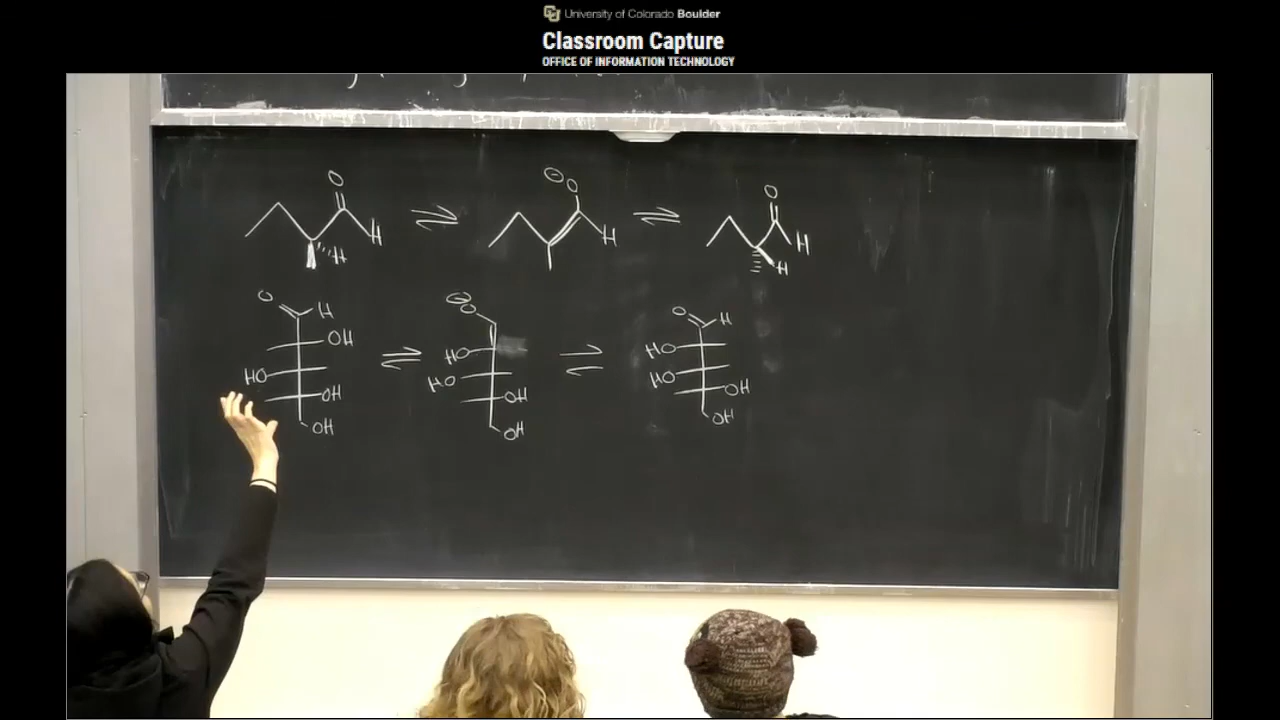 University of Colorado Boulder
Classroom Capture
OFFICE OF INFORMATION TECHNOLOGY
O ⊖ O O
H ⇌ H ⇌ H
H H
O H ⊖ O O H
OH HO HO
HO ⇌ HO ⇌ HO
OH OH OH
OH OH OH